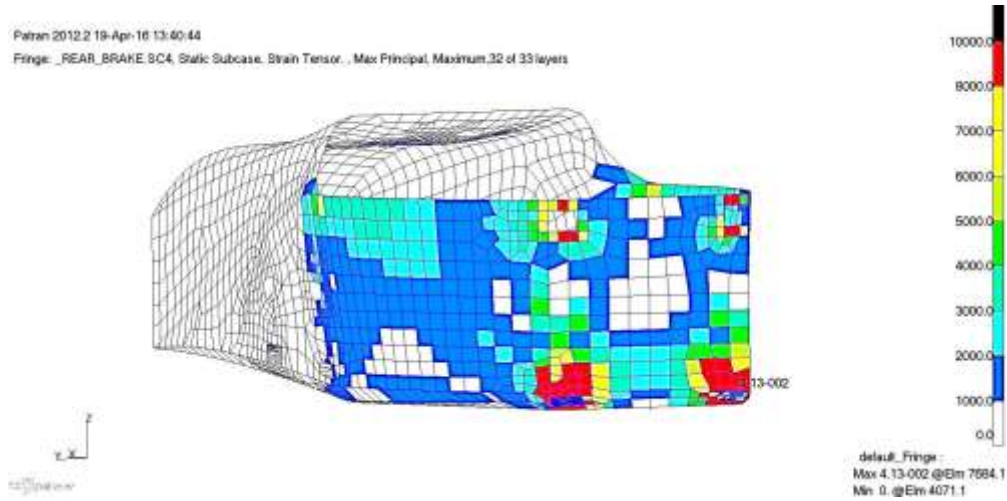 Patran 2012.2 19-Apr-16 13:40:44
Fringe: _REAR_BRAKE.SC4, Static Subcase, Strain Tensor, , Max Principal, Maximum,32 of 33 layers
10000.0
8000.0
7000.0
6000.0
5000.0
4000.0
3000.0
2000.0
1000.0
0.0
4.13-002
Z
Y X
default_Fringe :
Max 4.13-002 @Elm 7684.1
Min 0. @Elm 4071.1